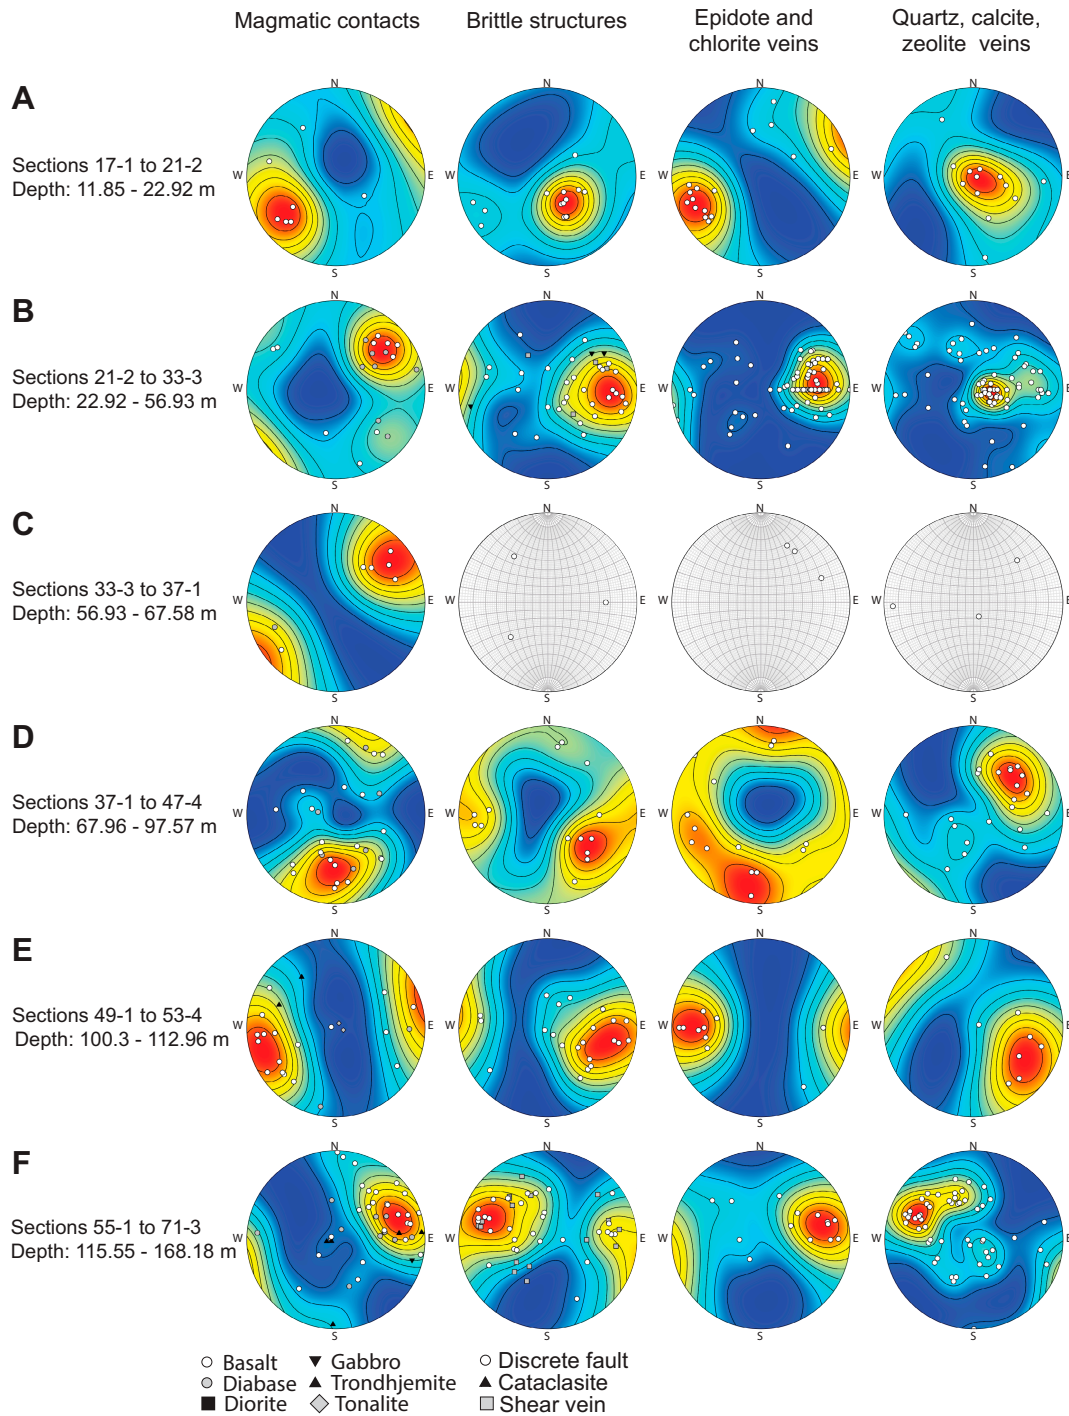 Magmatic contacts
Brittle structures
Epidote and
chlorite veins
Quartz, calcite,
zeolite veins
A
Sections 17-1 to 21-2
Depth: 11.85 - 22.92 m
N
W
E
S
N
W
E
S
N
W
E
S
N
W
E
S
B
Sections 21-2 to 33-3
Depth: 22.92 - 56.93 m
N
W
E
S
N
W
E
S
N
W
E
S
N
W
E
S
C
Sections 33-3 to 37-1
Depth: 56.93 - 67.58 m
N
W
E
S
N
W
E
S
N
W
E
S
N
W
E
S
D
Sections 37-1 to 47-4
Depth: 67.96 - 97.57 m
N
W
E
S
N
W
E
S
N
W
E
S
N
W
E
S
E
Sections 49-1 to 53-4
Depth: 100.3 - 112.96 m
N
W
E
S
N
W
E
S
N
W
E
S
N
W
E
S
F
Sections 55-1 to 71-3
Depth: 115.55 - 168.18 m
N
W
E
S
N
W
E
S
N
W
E
S
N
W
E
S
Basalt
Diabase
Diorite
Gabbro
Trondhjemite
Tonalite
Discrete fault
Cataclasite
Shear vein